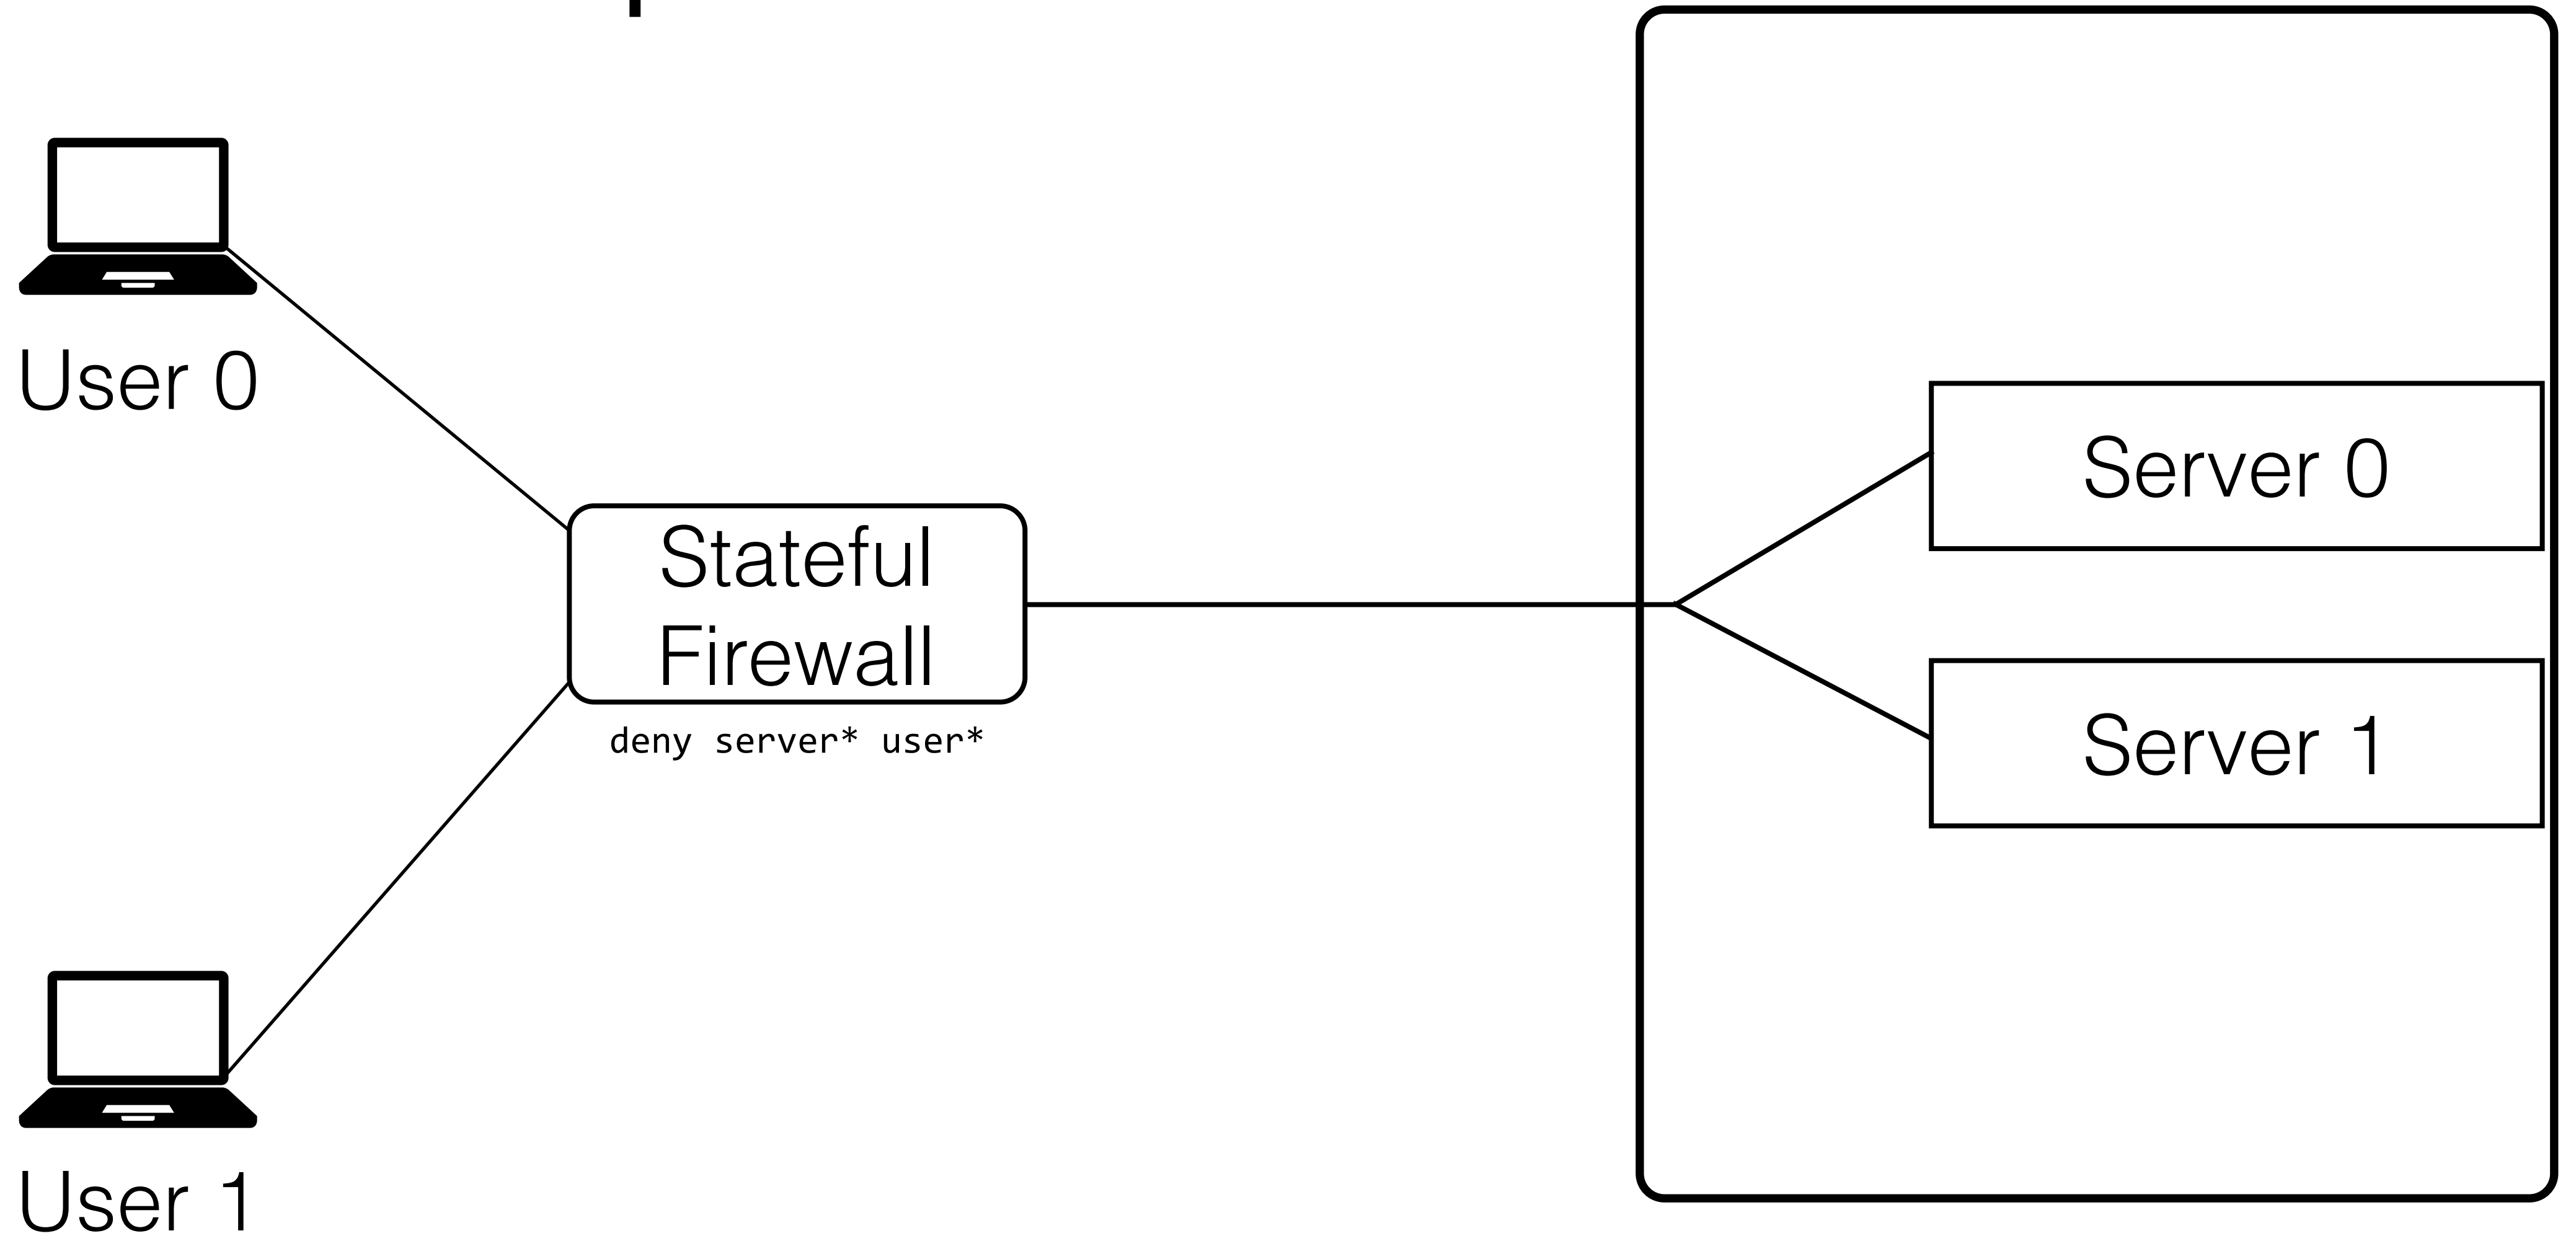 User 0
Stateful
Firewall
deny server* user*
Server 0
Server 1
User 1